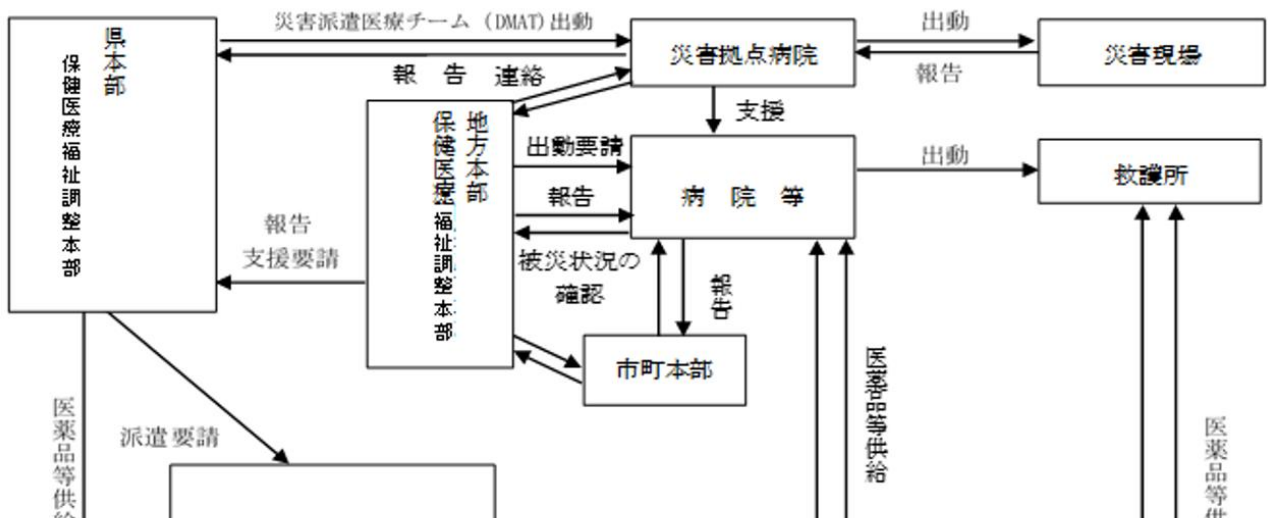 県本部
保健医療福祉調整本部
災害派遣医療チーム（DMAT)出動
報　告　連絡
災害拠点病院
出動
報告
災害現場
支援
地方本部
保健医療福祉調整本部
出動要請
報告
被災状況の
確認
病　院　等
出動
救護所
報告
支援要請
報告
市町本部
医薬品等供給
派遣要請
医薬品等供給
医薬品等